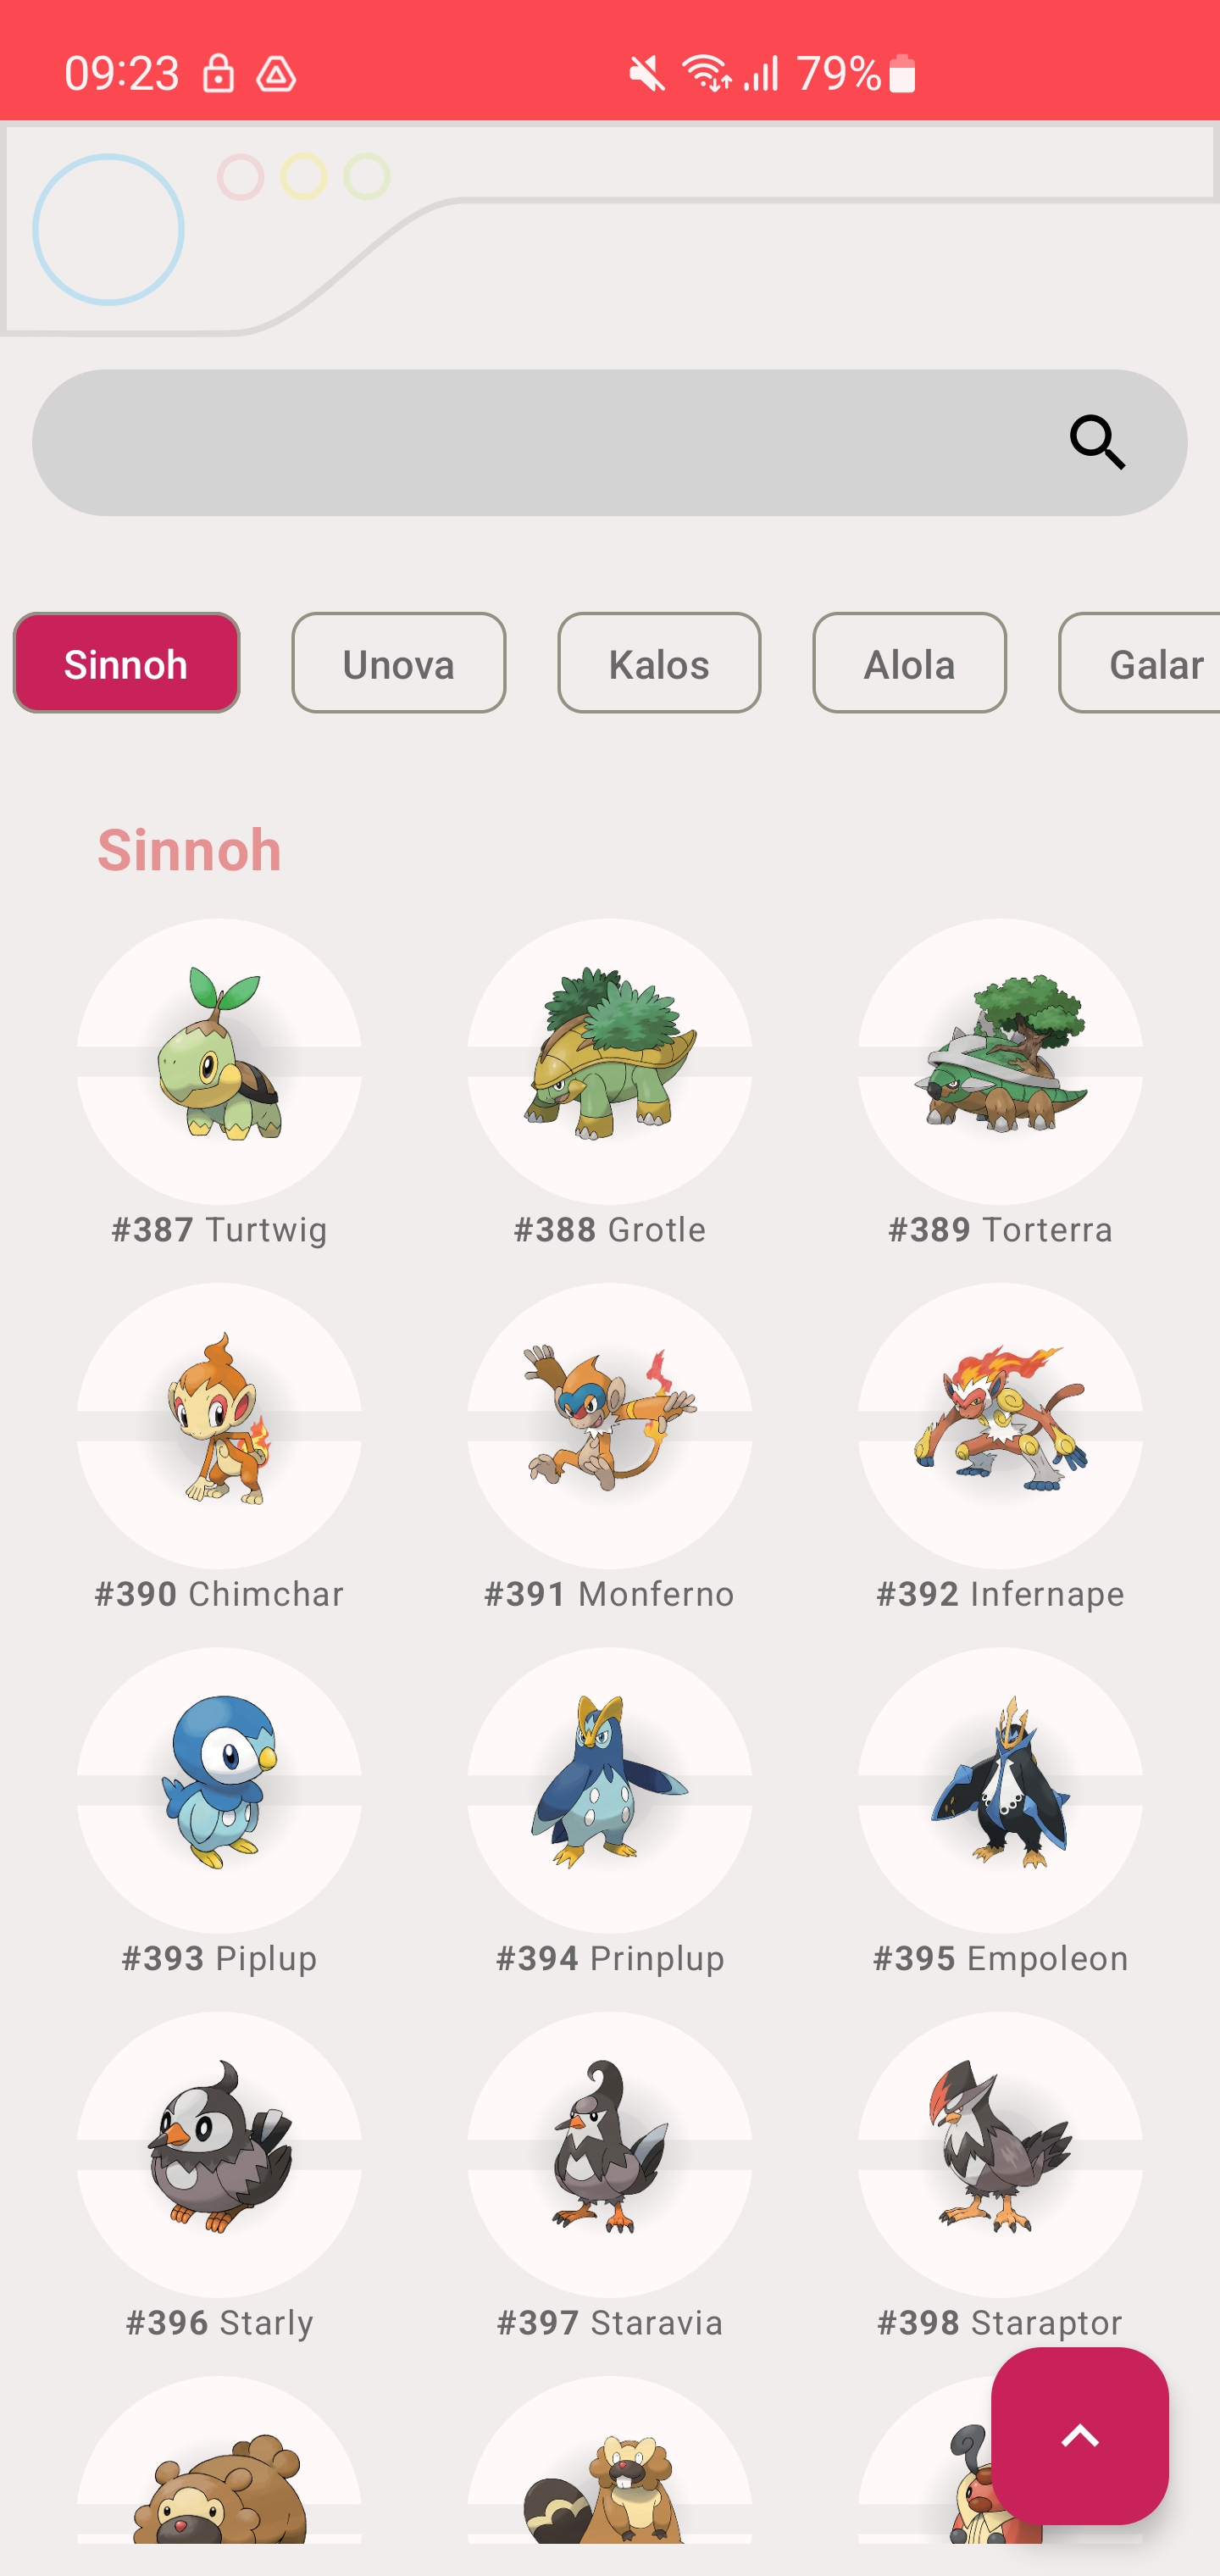 09:23 79%
Sinnoh Unova Kalos Alola Galar
Sinnoh
#387 Turtwig #388 Grotle #389 Torterra
#390 Chimchar #391 Monferno #392 Infernape
#393 Piplup #394 Prinplup #395 Empoleon
#396 Starly #397 Staravia #398 Staraptor